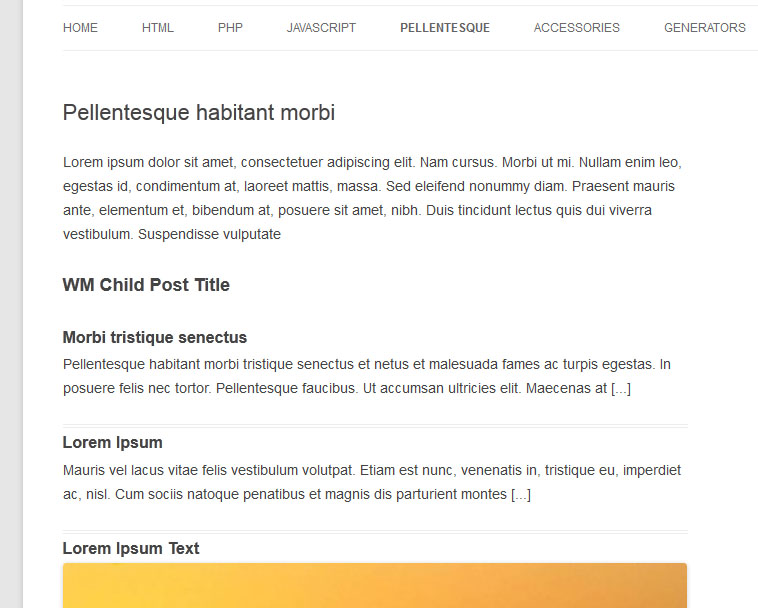 HOME HTML PHP JAVASCRIPT PELLENTESQUE ACCESSORIES GENERATORS
Pellentesque habitant morbi
Lorem ipsum dolor sit amet, consectetuer adipiscing elit. Nam cursus. Morbi ut mi. Nullam enim leo,
egestas id, condimentum at, laoreet mattis, massa. Sed eleifend nonummy diam. Praesent mauris
ante, elementum et, bibendum at, posuere sit amet, nibh. Duis tincidunt lectus quis dui viverra
vestibulum. Suspendisse vulputate
WM Child Post Title
Morbi tristique senectus
Pellentesque habitant morbi tristique senectus et netus et malesuada fames ac turpis egestas. In
posuere felis nec tortor. Pellentesque faucibus. Ut accumsan ultricies elit. Maecenas at [...]
Lorem Ipsum
Mauris vel lacus vitae felis vestibulum volutpat. Etiam est nunc, venenatis in, tristique eu, imperdiet
ac, nisl. Cum sociis natoque penatibus et magnis dis parturient montes [...]
Lorem Ipsum Text